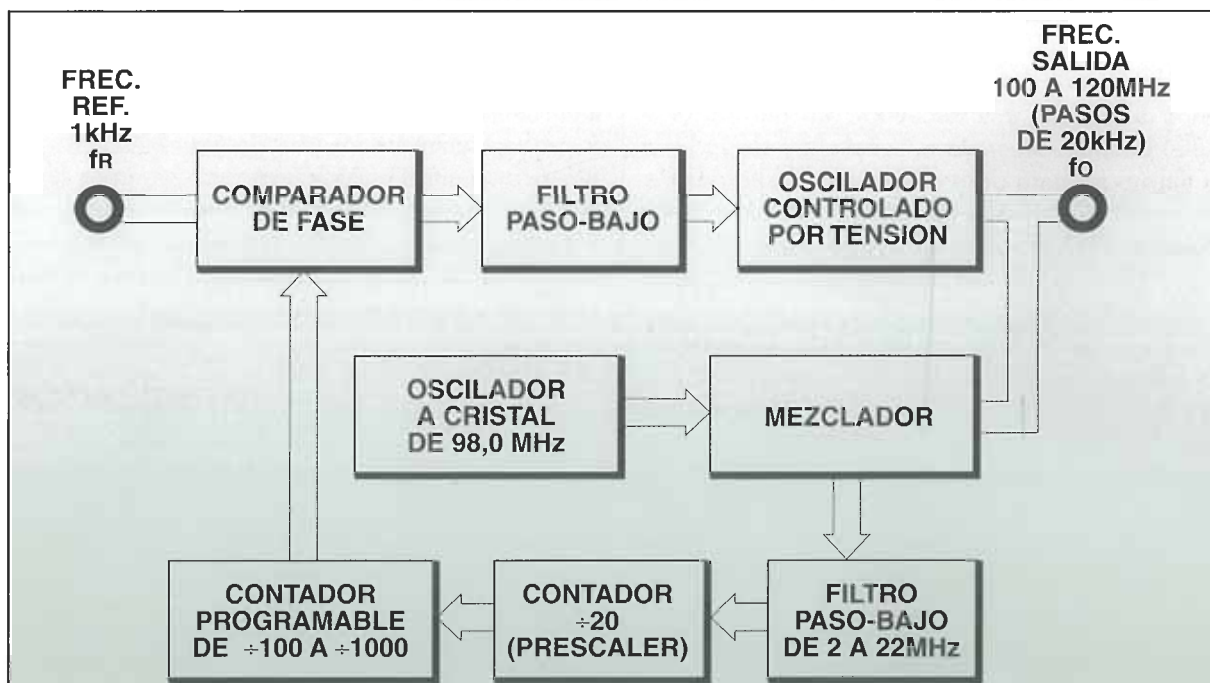 FREC.
REF.
1kHz
fR
COMPARADOR
DE FASE
FILTRO
PASO-BAJO
OSCILADOR
CONTROLADO
POR TENSION
FREC.
SALIDA
100 A 120MHz
(PASOS
DE 20kHz)
fo
OSCILADOR
A CRISTAL
DE 98,0 MHz
MEZCLADOR
CONTADOR
PROGRAMABLE
DE ÷100 A ÷1000
CONTADOR
÷20
(PRESCALER)
FILTRO
PASO-BAJO
DE 2 A 22MHz